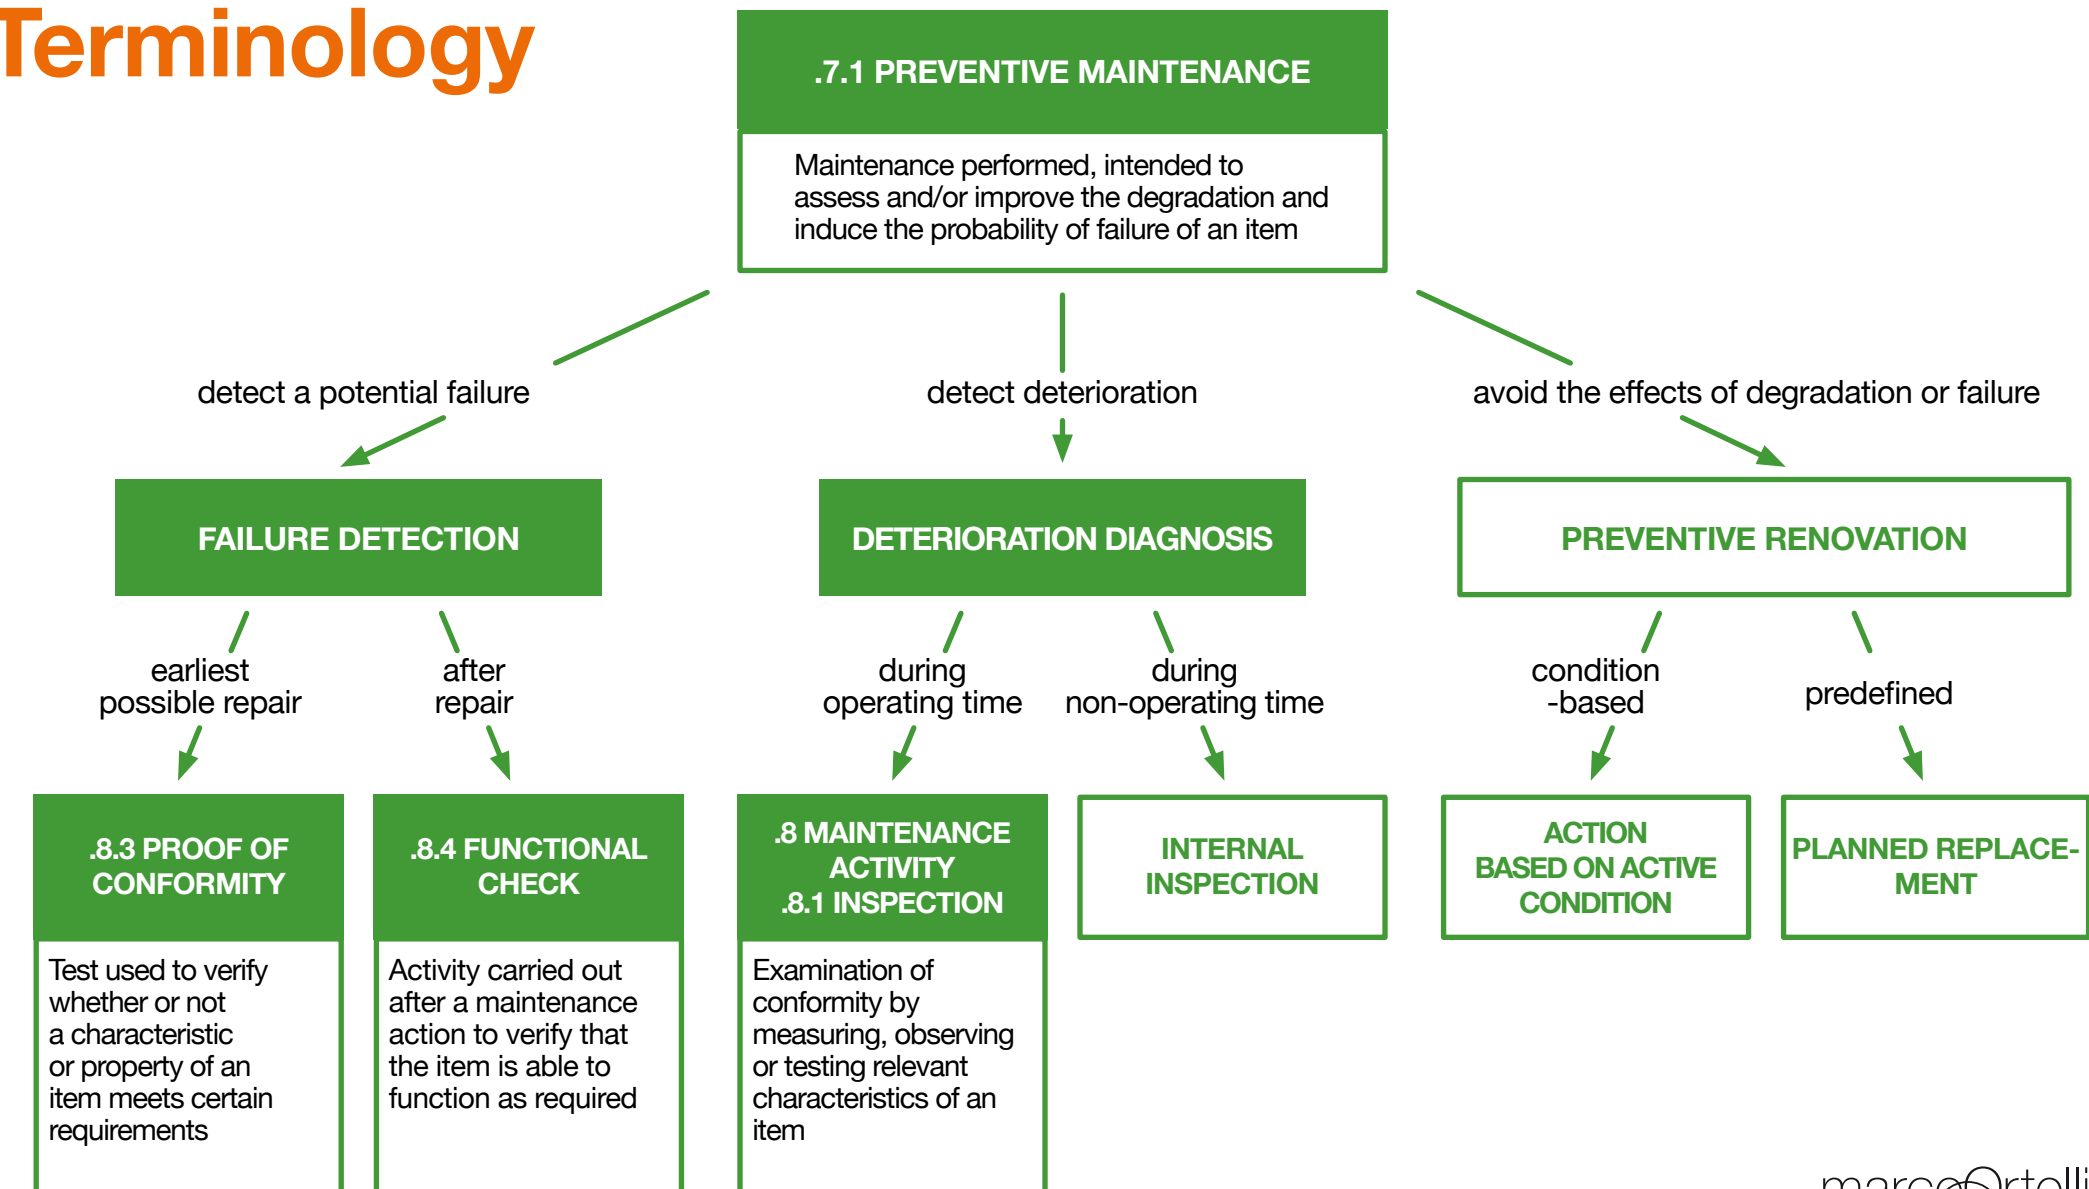 Terminology
.7.1 PREVENTIVE MAINTENANCE
Maintenance performed, intended to
assess and/or improve the degradation and
induce the probability of failure of an item
detect a potential failure
detect deterioration
avoid the effects of degradation or failure
FAILURE DETECTION
DETERIORATION DIAGNOSIS
PREVENTIVE RENOVATION
earliest
possible repair
after
repair
during
operating time
during
non-operating time
condition
-based
predefined
.8.3 PROOF OF
CONFORMITY
Test used to verify
whether or not
a characteristic
or property of an
item meets certain
requirements
.8.4 FUNCTIONAL
CHECK
Activity carried out
after a maintenance
action to verify that
the item is able to
function as required
.8 MAINTENANCE
ACTIVITY
.8.1 INSPECTION
Examination of
conformity by
measuring, observing
or testing relevant
characteristics of an
item
INTERNAL
INSPECTION
ACTION
BASED ON ACTIVE
CONDITION
PLANNED REPLACE-
MENT
marcoOrtelli